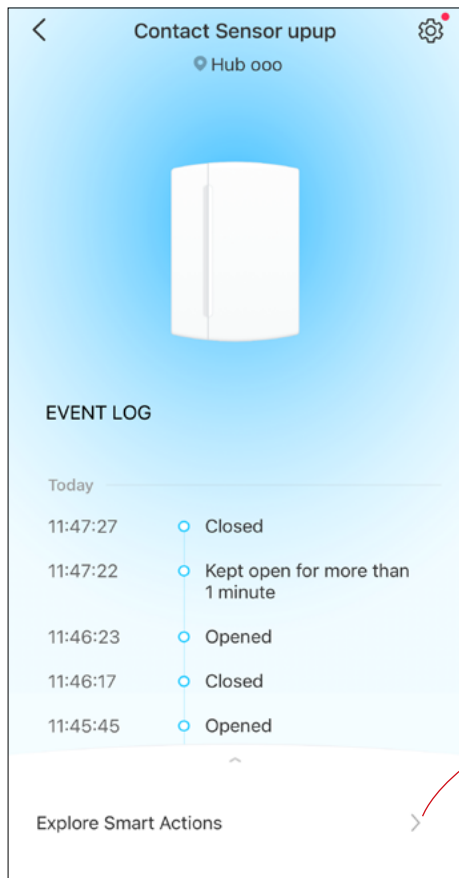 Contact Sensor upup
Hub ooo
EVENT LOG
Today
11:47:27 Closed
11:47:22 Kept open for more than
1 minute
11:46:23 Opened
11:46:17 Closed
11:45:45 Opened
Explore Smart Actions